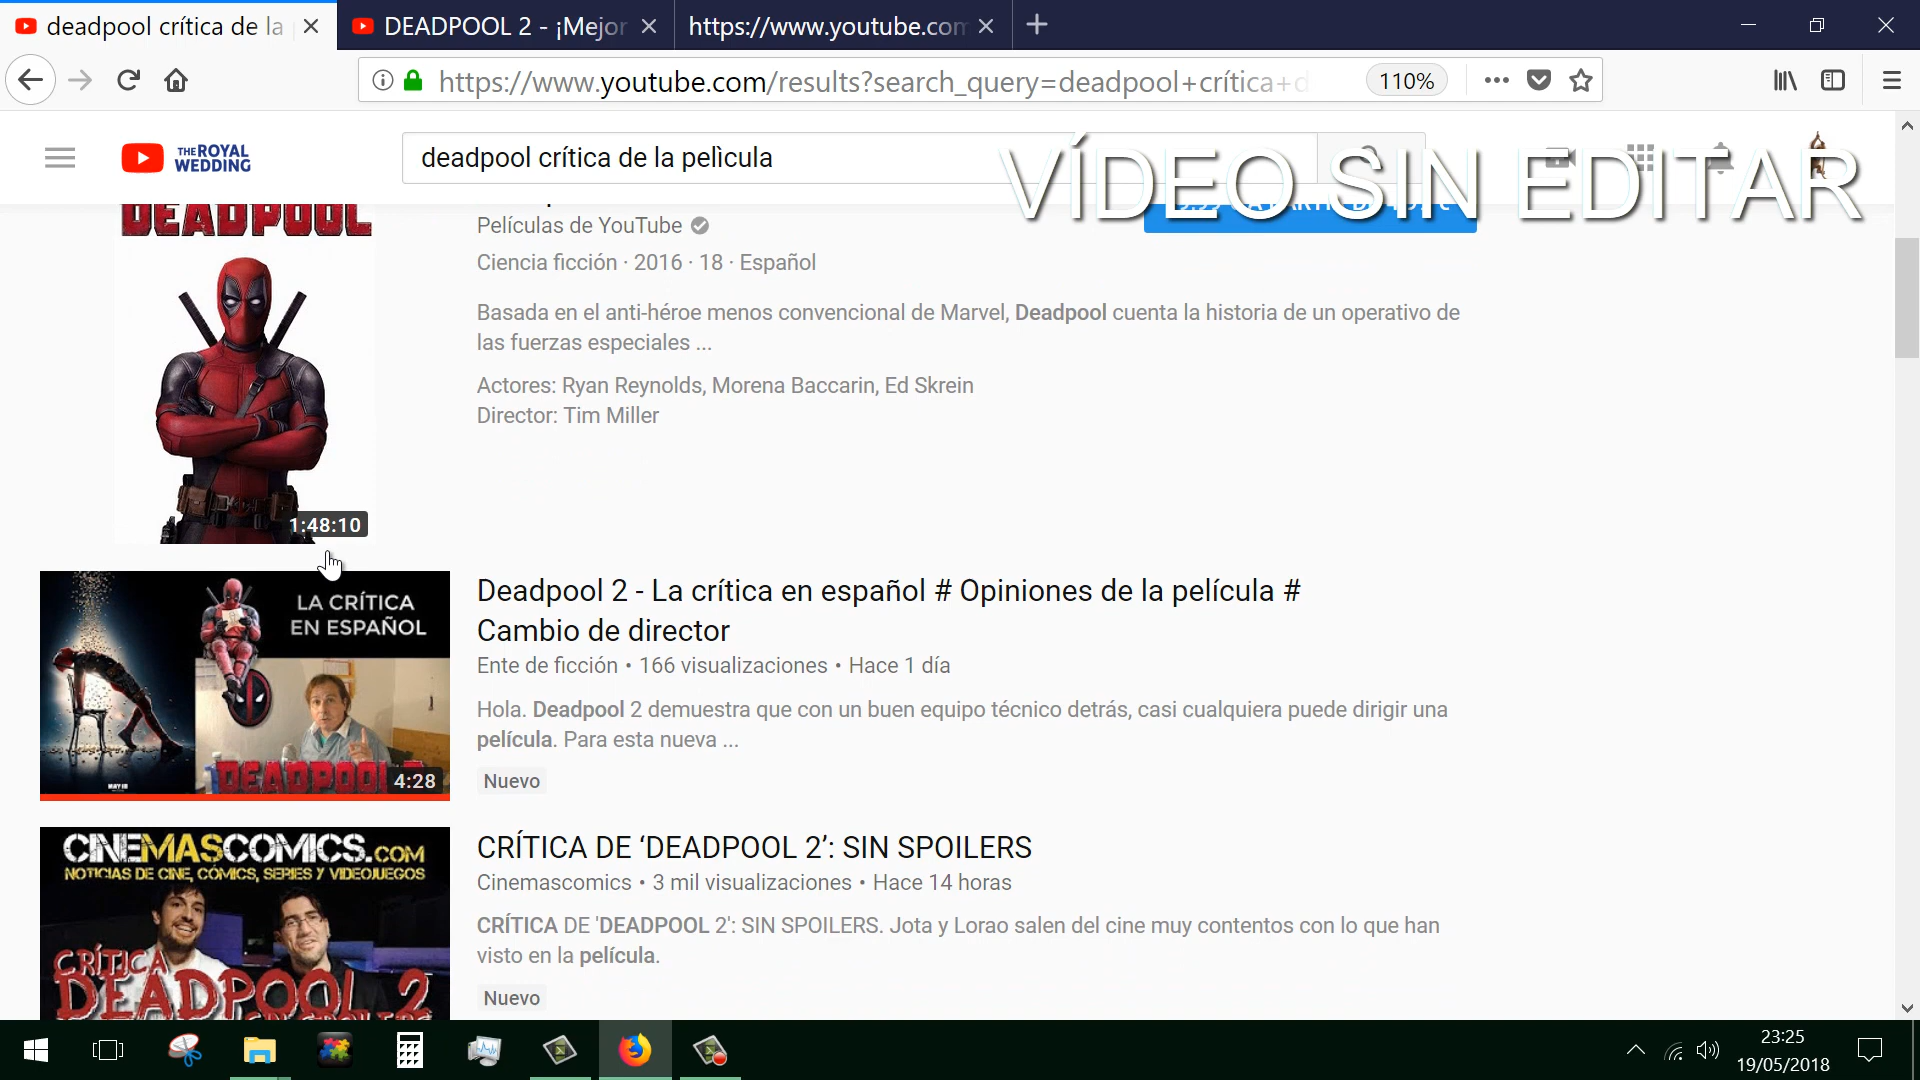 deadpool crítica de la
DEADPOOL 2 - ¡Mejor
https://www.youtube.com
https://www.youtube.com/results?search_query=deadpool+crítica+d
110%
THE ROYAL
WEDDING
deadpool crítica de la pelìcula
VÍDEO SIN EDITAR
DEADPOOL
Películas de YouTube
Ciencia ficción · 2016 · 18 · Español
Basada en el anti-héroe menos convencional de Marvel, Deadpool cuenta la historia de un operativo de
las fuerzas especiales ...
Actores: Ryan Reynolds, Morena Baccarin, Ed Skrein
Director: Tim Miller
1:48:10
LA CRÍTICA
EN ESPAÑOL
DEADPOOL
MAY 18
4:28
Deadpool 2 - La crítica en español # Opiniones de la película #
Cambio de director
Ente de ficción • 166 visualizaciones • Hace 1 día
Hola. Deadpool 2 demuestra que con un buen equipo técnico detrás, casi cualquiera puede dirigir una
película. Para esta nueva ...
Nuevo
CINEMASCOMICS.COM
NOTICIAS DE CINE, CÓMICS, SERIES Y VIDEOJUEGOS
CRÍTICA
DEADPOOL 2
CRÍTICA DE ‘DEADPOOL 2’: SIN SPOILERS
Cinemascomics • 3 mil visualizaciones • Hace 14 horas
CRÍTICA DE 'DEADPOOL 2': SIN SPOILERS. Jota y Lorao salen del cine muy contentos con lo que han
visto en la película.
Nuevo
23:25
19/05/2018